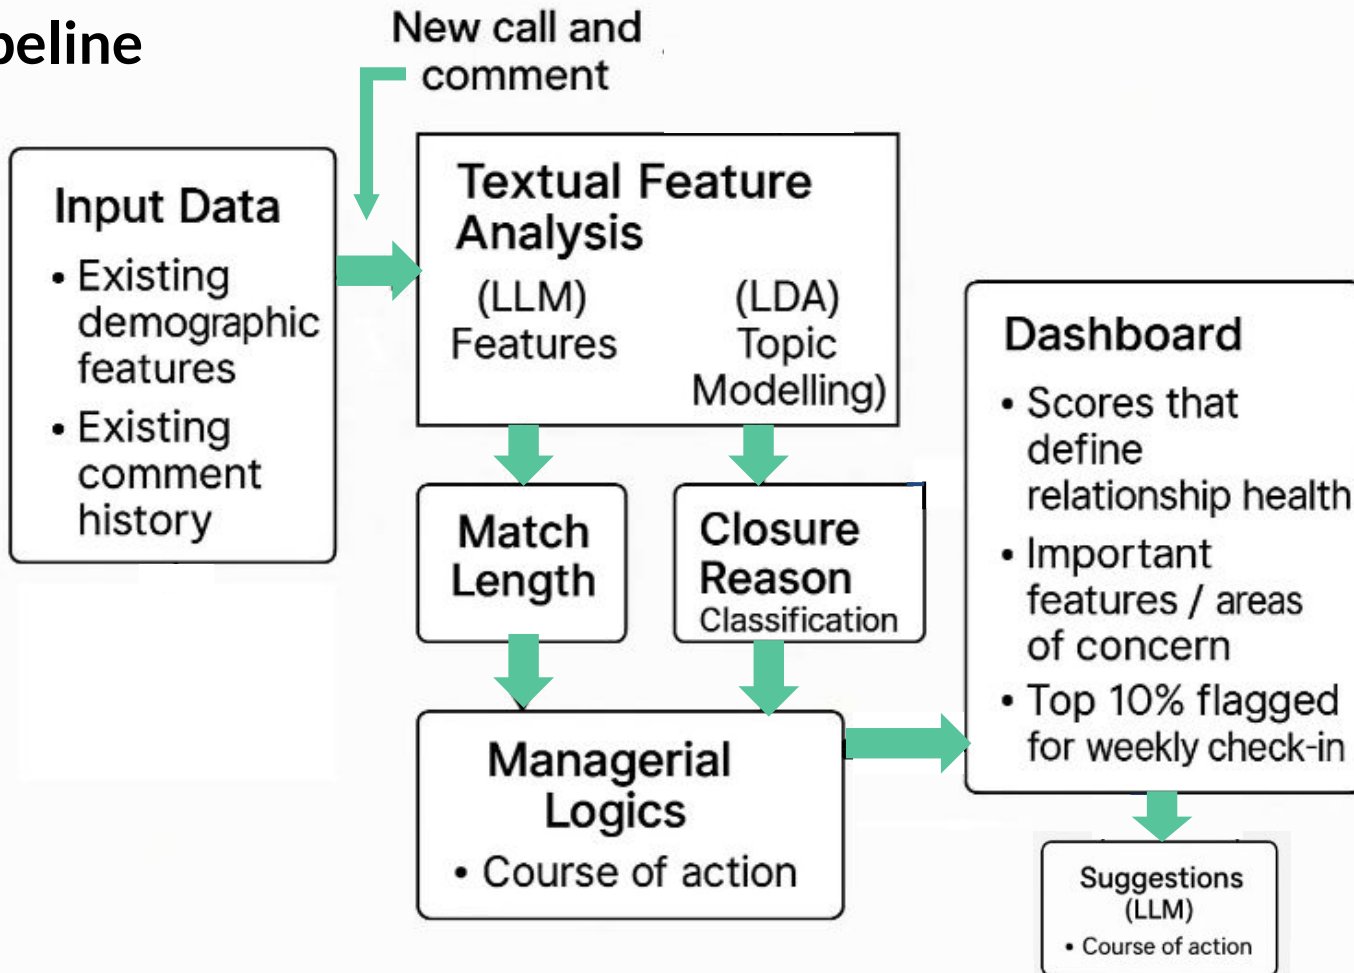 peline
New call and
comment
Input Data
• Existing
demographic
features
• Existing
comment
history
Textual Feature
Analysis
(LLM)
Features
(LDA)
Topic
Modelling)
Match
Length
Closure
Reason
Classification
Managerial
Logics
• Course of action
Dashboard
• Scores that
define
relationship health
• Important
features / areas
of concern
• Top 10% flagged
for weekly check-in
Suggestions
(LLM)
• Course of action